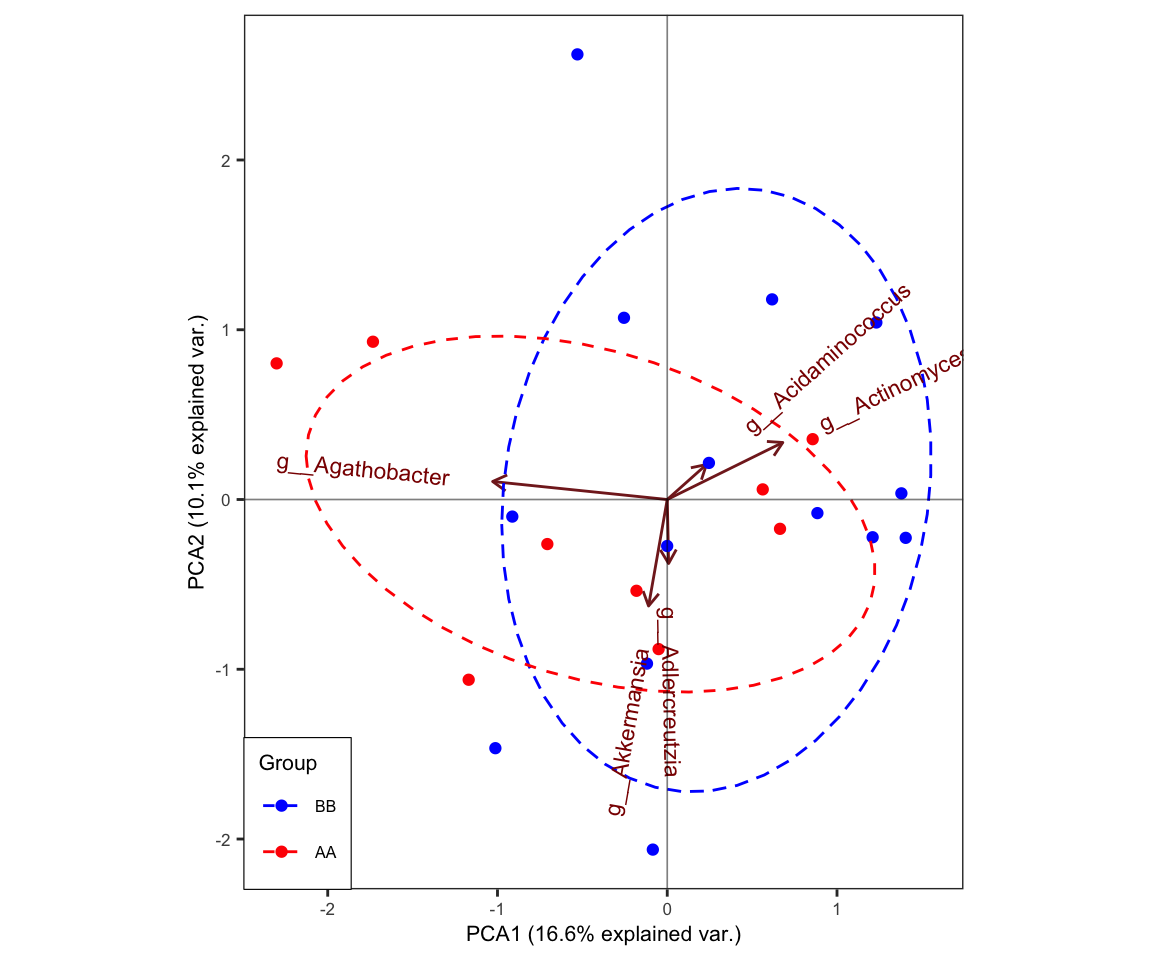 2
1
0
-1
-2
PCA2 (10.1% explained var.)
g__Acidaminococcus
g__Actinomyces
g__Agathobacter
g__Adlercreutzia
g__Akkermansia
Group
BB
AA
-2
-1
0
1
PCA1 (16.6% explained var.)